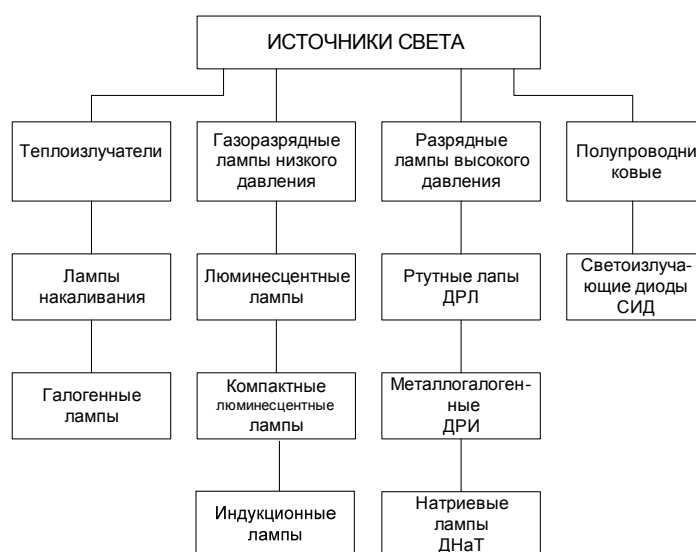 ИСТОЧНИКИ СВЕТА
Теплоизлучатели
Газоразрядные
лампы низкого
давления
Разрядные
лампы высокого
давления
Полупроводни
ковые
Лампы
накаливания
Люминесцентные
лампы
Ртутные лапы
ДРЛ
Светоизлуча-
ющие диоды
СИД
Галогенные
лампы
Компактные
люминесцентные
лампы
Металлогалоген-
ные
ДРИ
Индукционные
лампы
Натриевые
лампы
ДНаТ